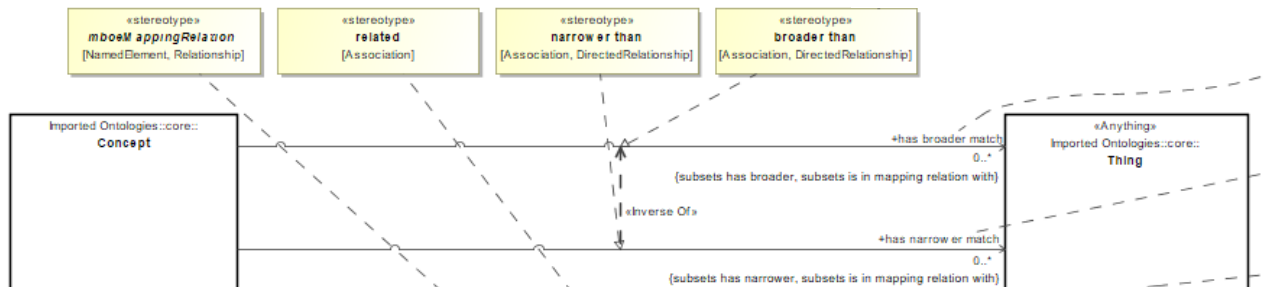 «stereotype»
mboeMappingRelation
[NamedElement, Relationship]
«stereotype»
related
[Association]
«stereotype»
narrower than
[Association, DirectedRelationship]
«stereotype»
broader than
[Association, DirectedRelationship]
Imported Ontologies::core::
Concept
+has broader match
0..*
{subsets has broader, subsets is in mapping relation with}
«Inverse Of»
+has narrower match
0..*
{subsets has narrower, subsets is in mapping relation with}
«Anything»
Imported Ontologies::core::
Thing